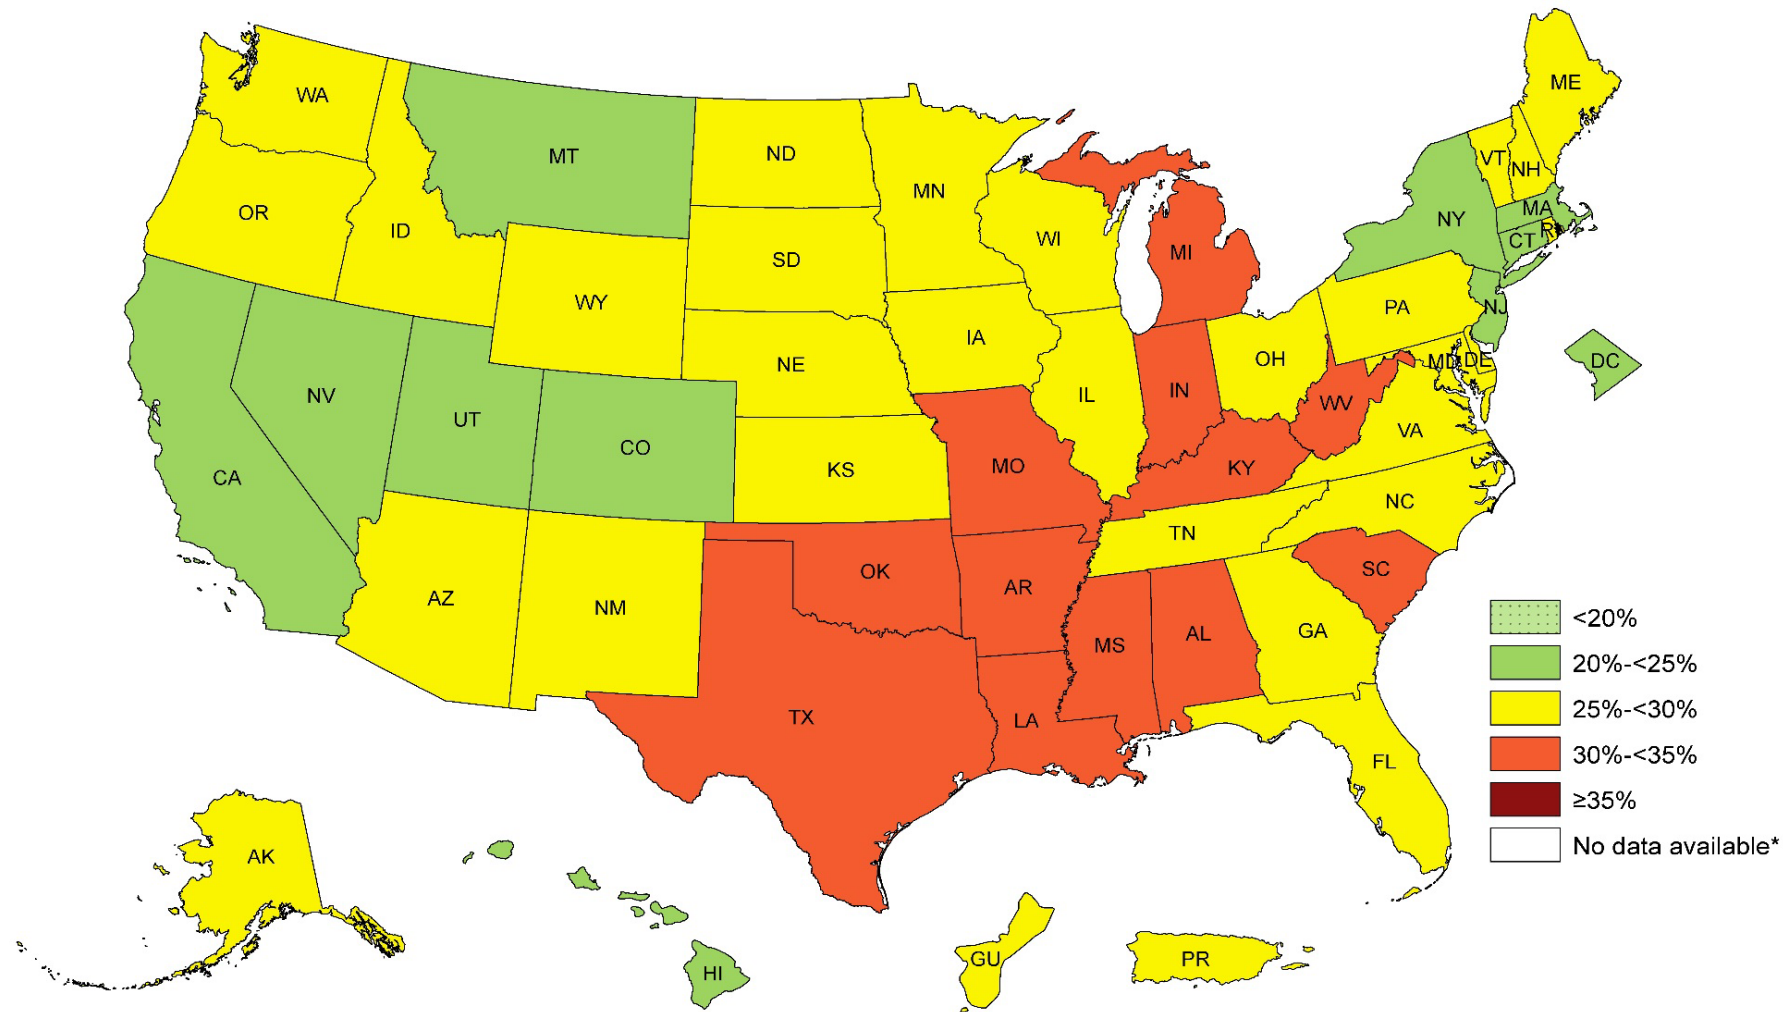 WA
MT
ND
MN
ME
VT
NH
OR
ID
SD
WI
NY
MA
RI
CT
MI
WY
IA
PA
NJ
NE
OH
MD
DE
DC
NV
UT
CO
IL
IN
WV
VA
CA
KS
MO
KY
NC
TN
AZ
NM
OK
AR
SC
MS
AL
GA
TX
LA
FL
AK
HI
GU
PR
<20%
20%-<25%
25%-<30%
30%-<35%
≥35%
No data available*